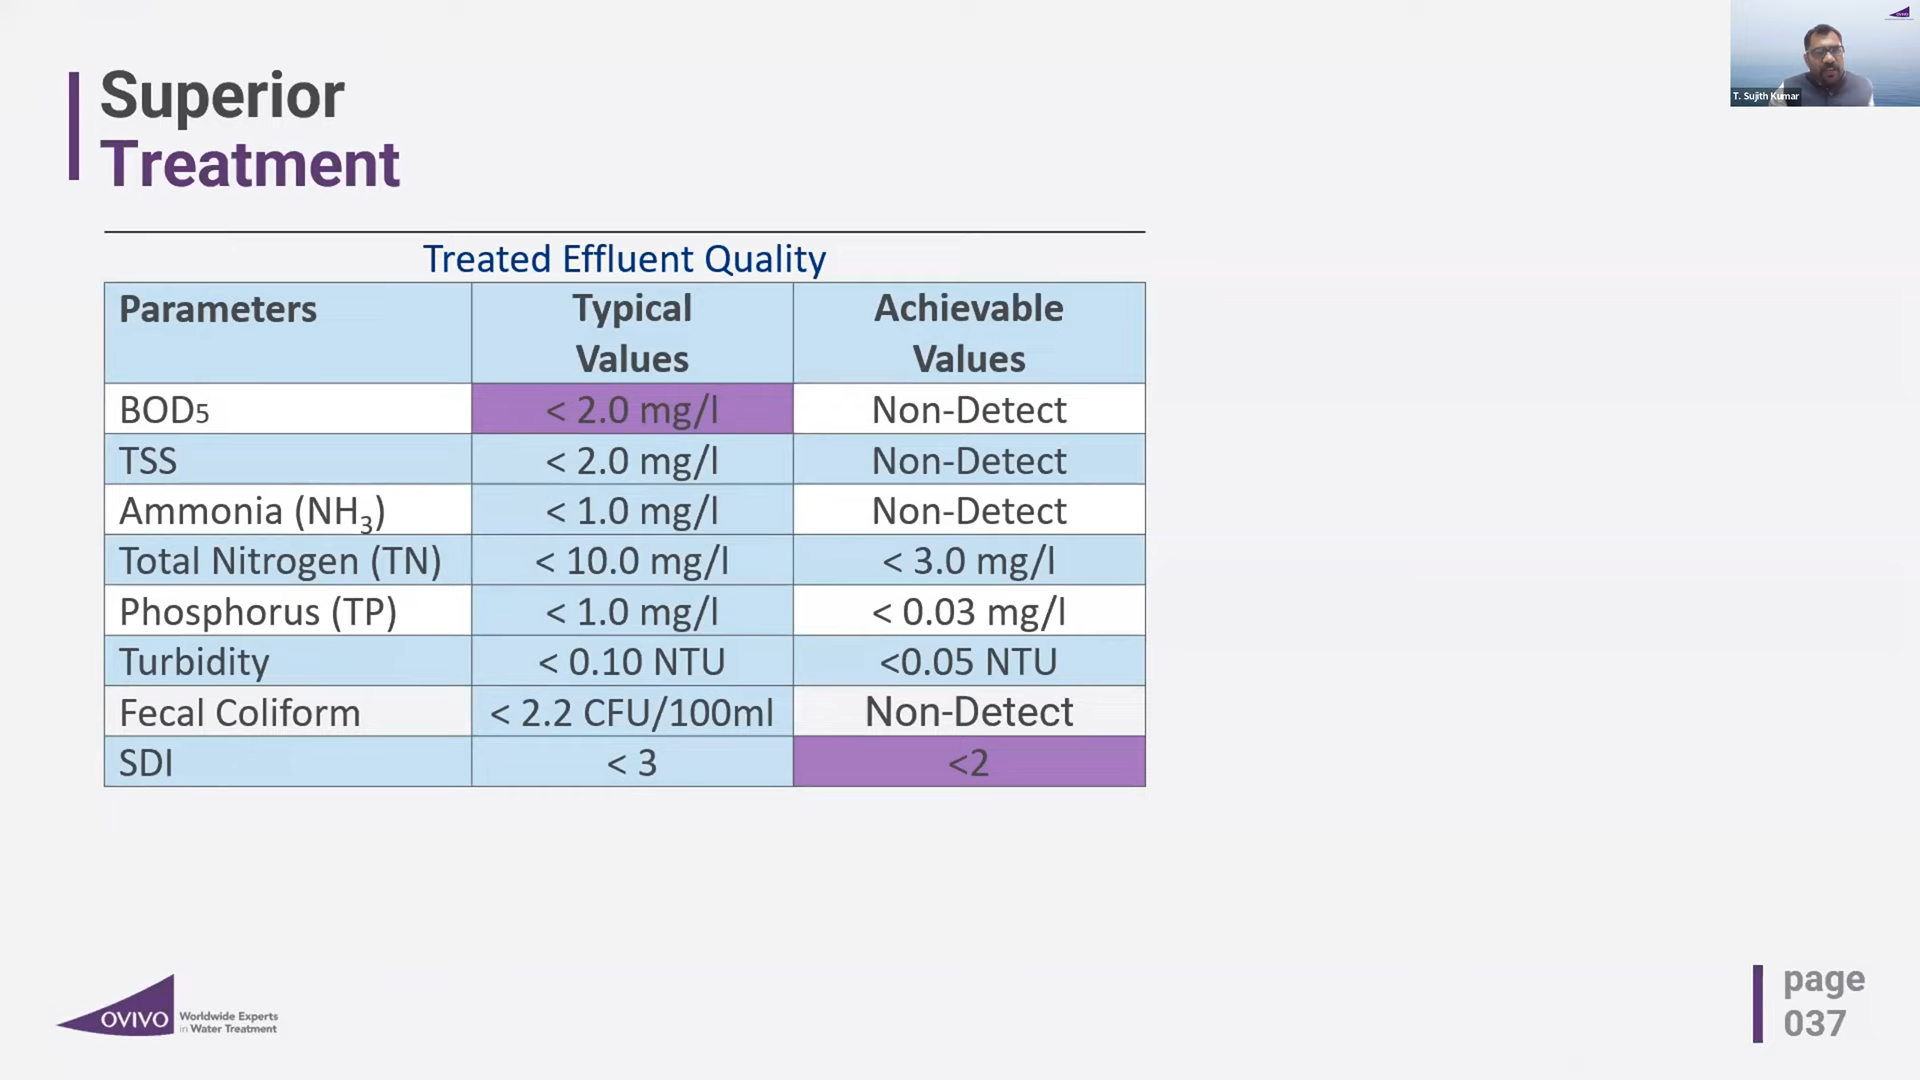 Superior
Treatment
T. Sujith Kumar
Treated Effluent Quality
Parameters Typical Values Achievable Values
BOD5 < 2.0 mg/l Non-Detect
TSS < 2.0 mg/l Non-Detect
Ammonia (NH₃) < 1.0 mg/l Non-Detect
Total Nitrogen (TN) < 10.0 mg/l < 3.0 mg/l
Phosphorus (TP) < 1.0 mg/l < 0.03 mg/l
Turbidity < 0.10 NTU <0.05 NTU
Fecal Coliform < 2.2 CFU/100ml Non-Detect
SDI < 3 <2
OVIVO
Worldwide Experts
in Water Treatment
page
037